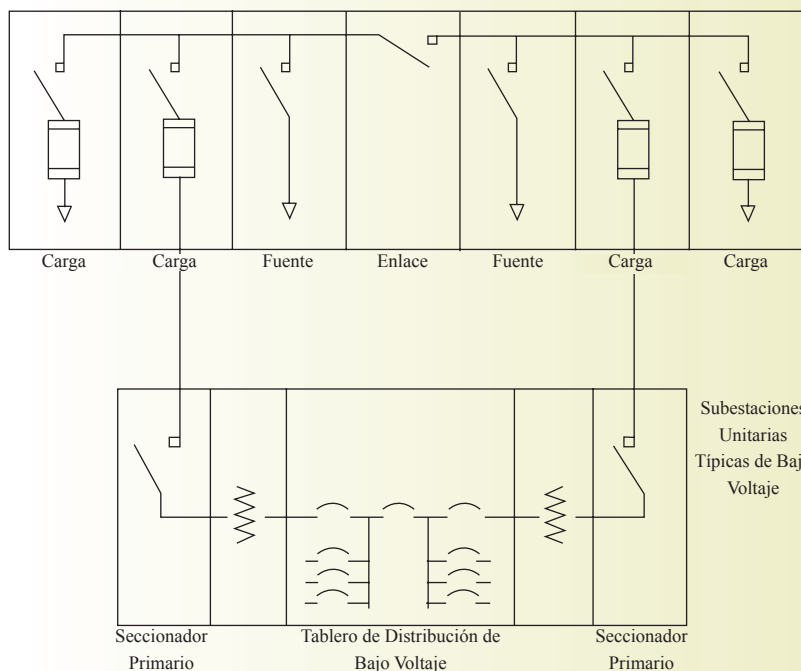 Carga
Carga
Fuente
Enlace
Fuente
Carga
Carga
Subestaciones
Unitarias
Típicas de Baj
Voltaje
Seccionador
Primario
Tablero de Distribución de
Bajo Voltaje
Seccionador
Primario